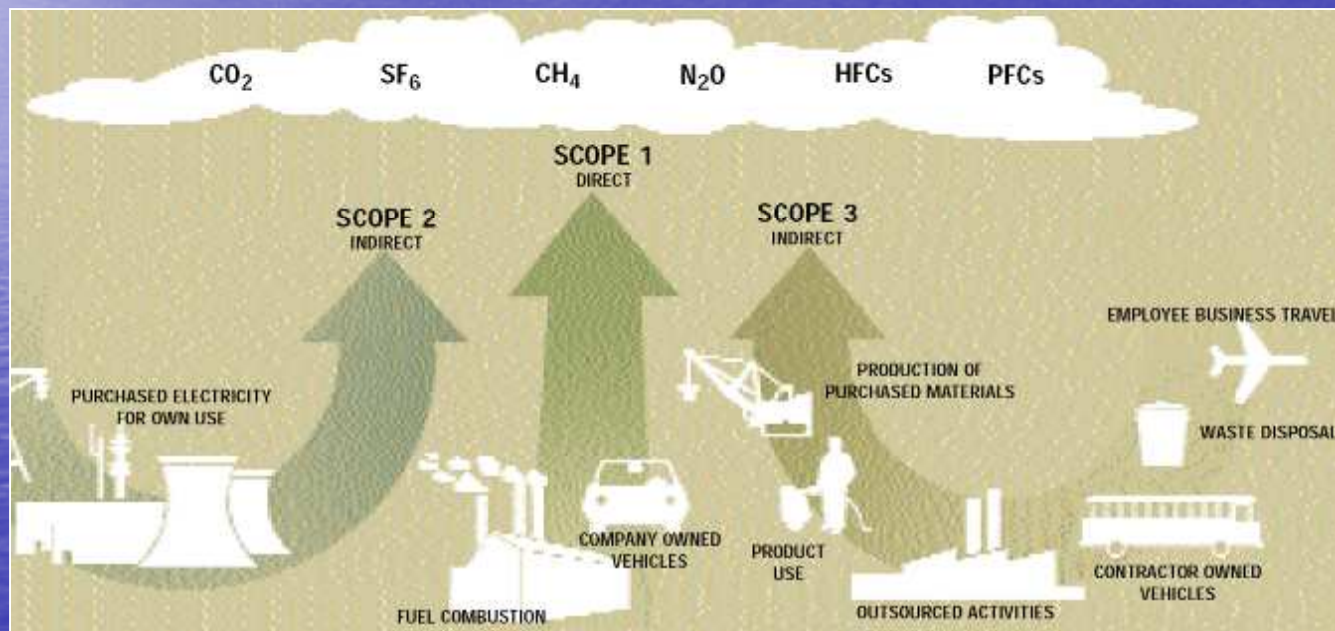 CO₂ SF₆ CH₄ N₂O HFCs PFCs
SCOPE 1
DIRECT
SCOPE 2
INDIRECT
SCOPE 3
INDIRECT
PURCHASED ELECTRICITY
FOR OWN USE
FUEL COMBUSTION
COMPANY OWNED
VEHICLES
PRODUCTION OF
PURCHASED MATERIALS
PRODUCT
USE
OUTSOURCED ACTIVITIES
EMPLOYEE BUSINESS TRAVEL
WASTE DISPOSAL
CONTRACTOR OWNED
VEHICLES